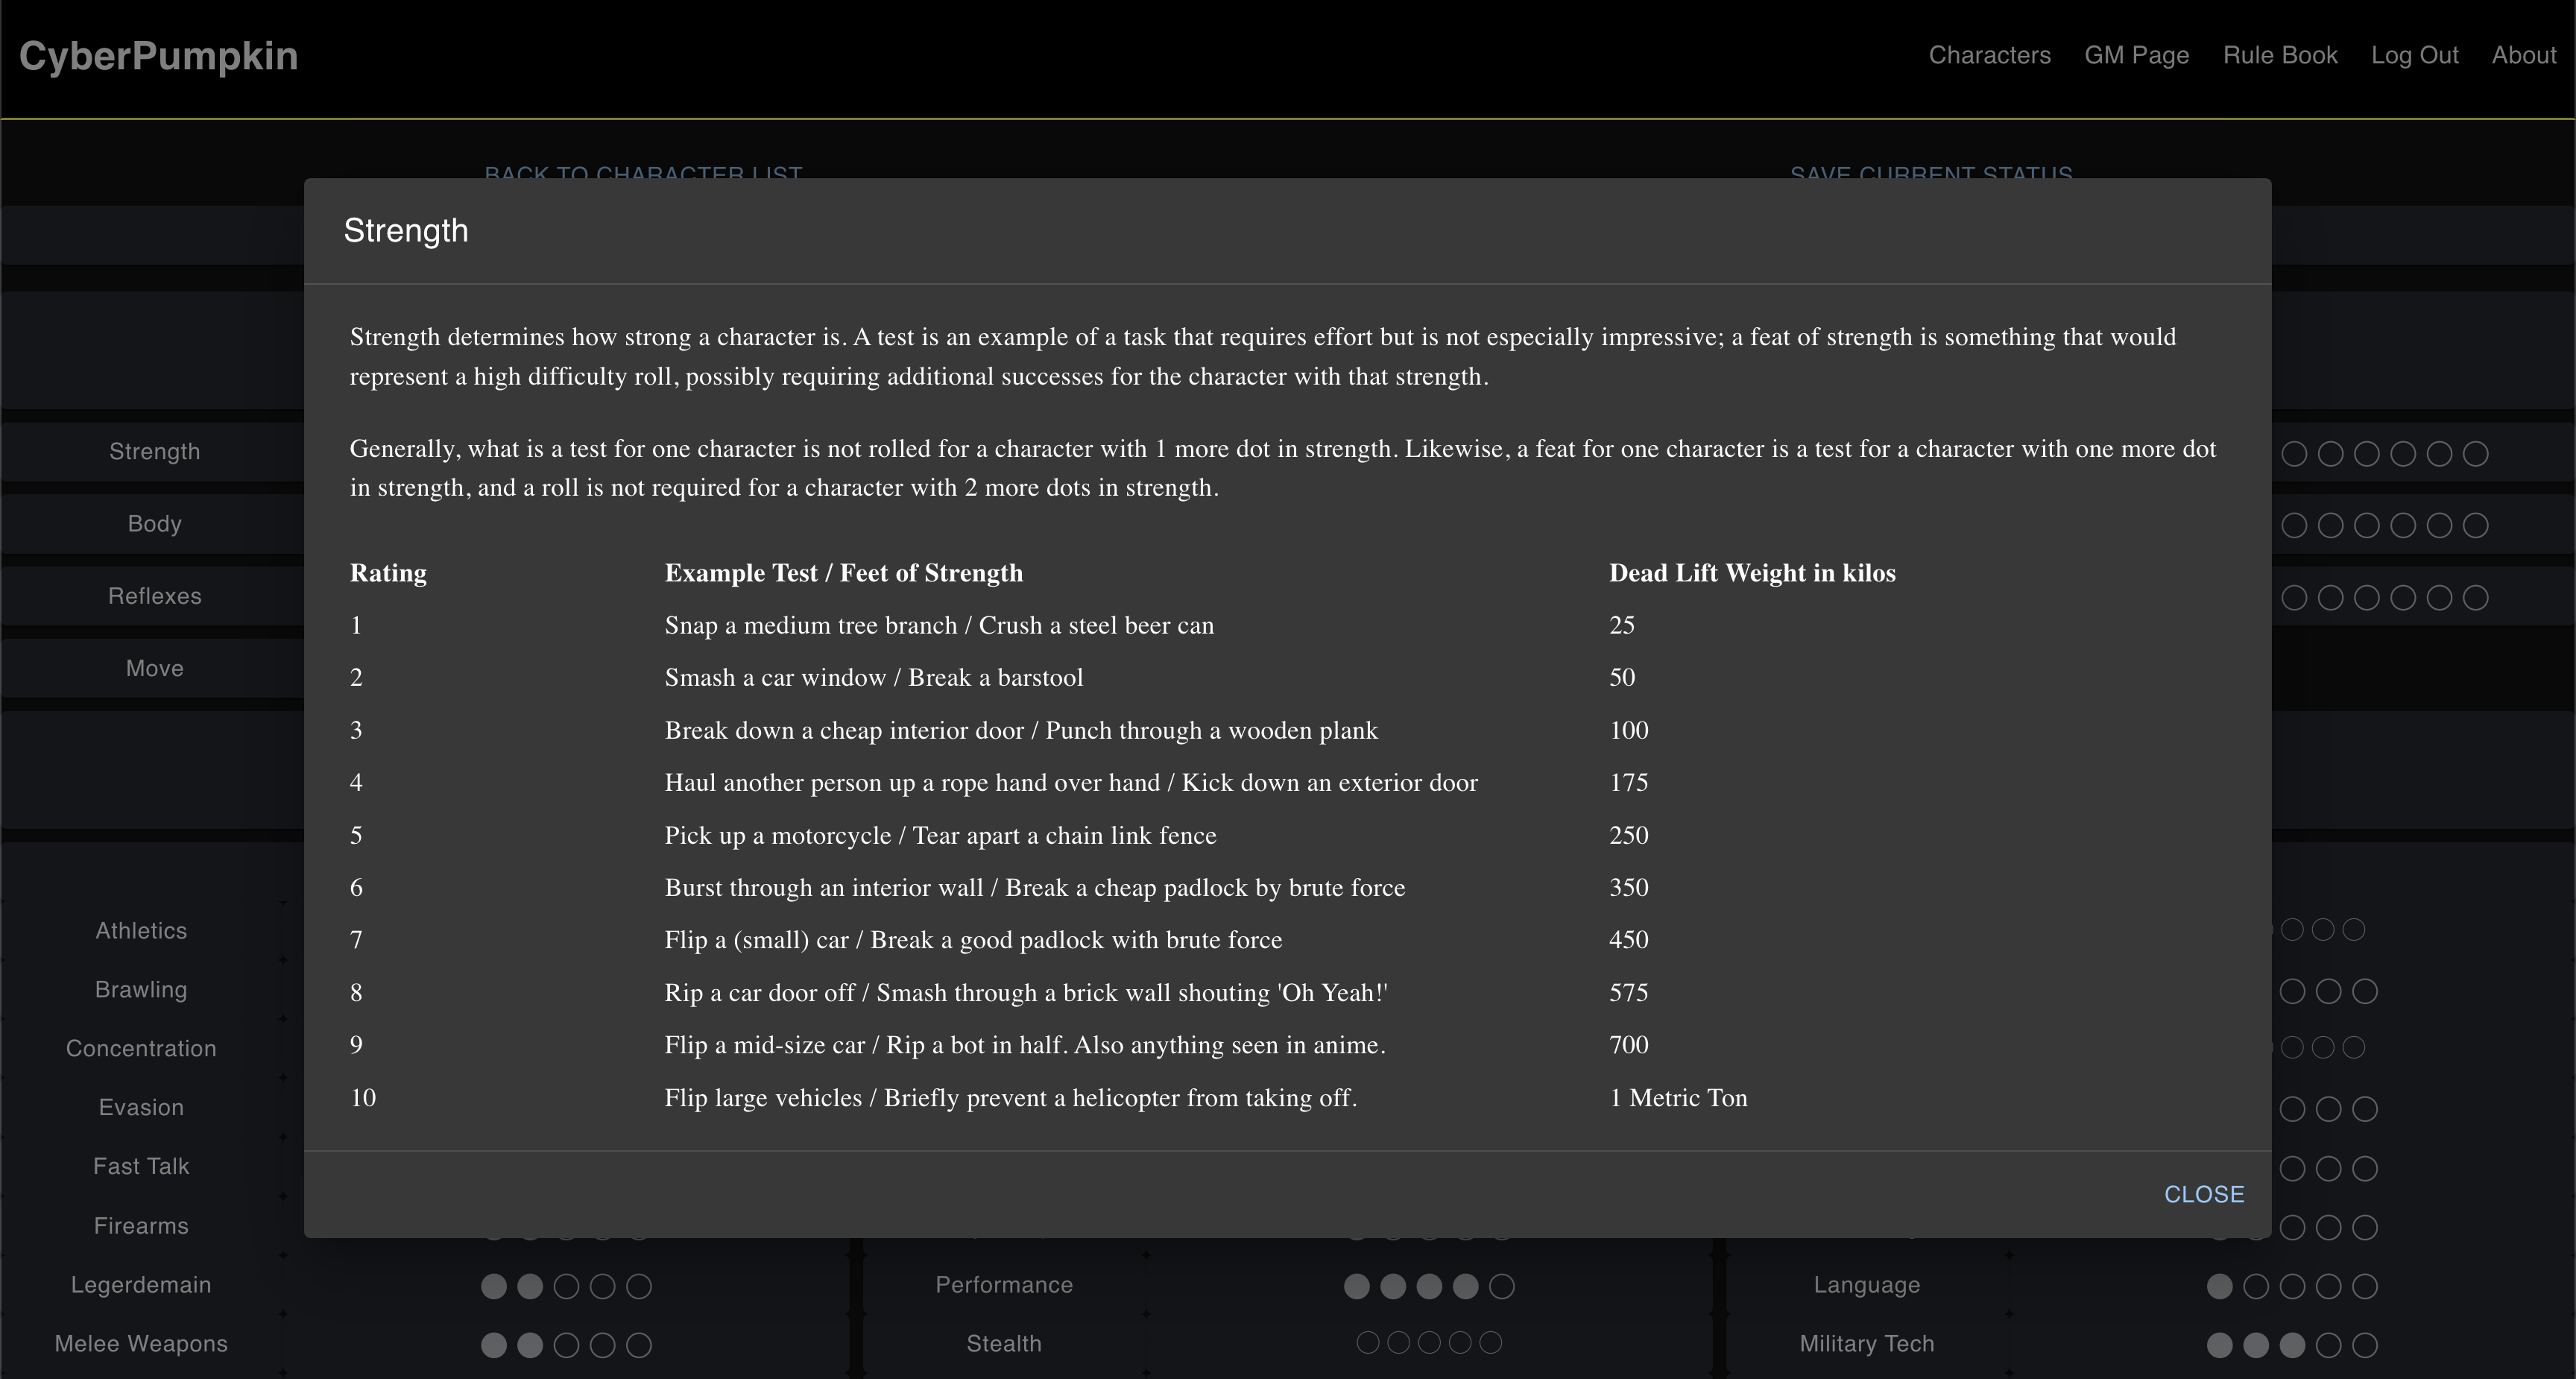 CyberPumpkin
Characters GM Page Rule Book Log Out About
BACK TO CHARACTER LIST SAVE CURRENT STATUS
Strength
Strength determines how strong a character is. A test is an example of a task that requires effort but is not especially impressive; a feat of strength is something that would
represent a high difficulty roll, possibly requiring additional successes for the character with that strength.
Generally, what is a test for one character is not rolled for a character with 1 more dot in strength. Likewise, a feat for one character is a test for a character with one more dot
in strength, and a roll is not required for a character with 2 more dots in strength.
Rating Example Test / Feet of Strength Dead Lift Weight in kilos
1 Snap a medium tree branch / Crush a steel beer can 25
2 Smash a car window / Break a barstool 50
3 Break down a cheap interior door / Punch through a wooden plank 100
4 Haul another person up a rope hand over hand / Kick down an exterior door 175
5 Pick up a motorcycle / Tear apart a chain link fence 250
6 Burst through an interior wall / Break a cheap padlock by brute force 350
7 Flip a (small) car / Break a good padlock with brute force 450
8 Rip a car door off / Smash through a brick wall shouting 'Oh Yeah!' 575
9 Flip a mid-size car / Rip a bot in half. Also anything seen in anime. 700
10 Flip large vehicles / Briefly prevent a helicopter from taking off. 1 Metric Ton
CLOSE
Strength
Body
Reflexes
Move
Athletics
Brawling
Concentration
Evasion
Fast Talk
Firearms
Legerdemain Performance Language
Melee Weapons Stealth Military Tech